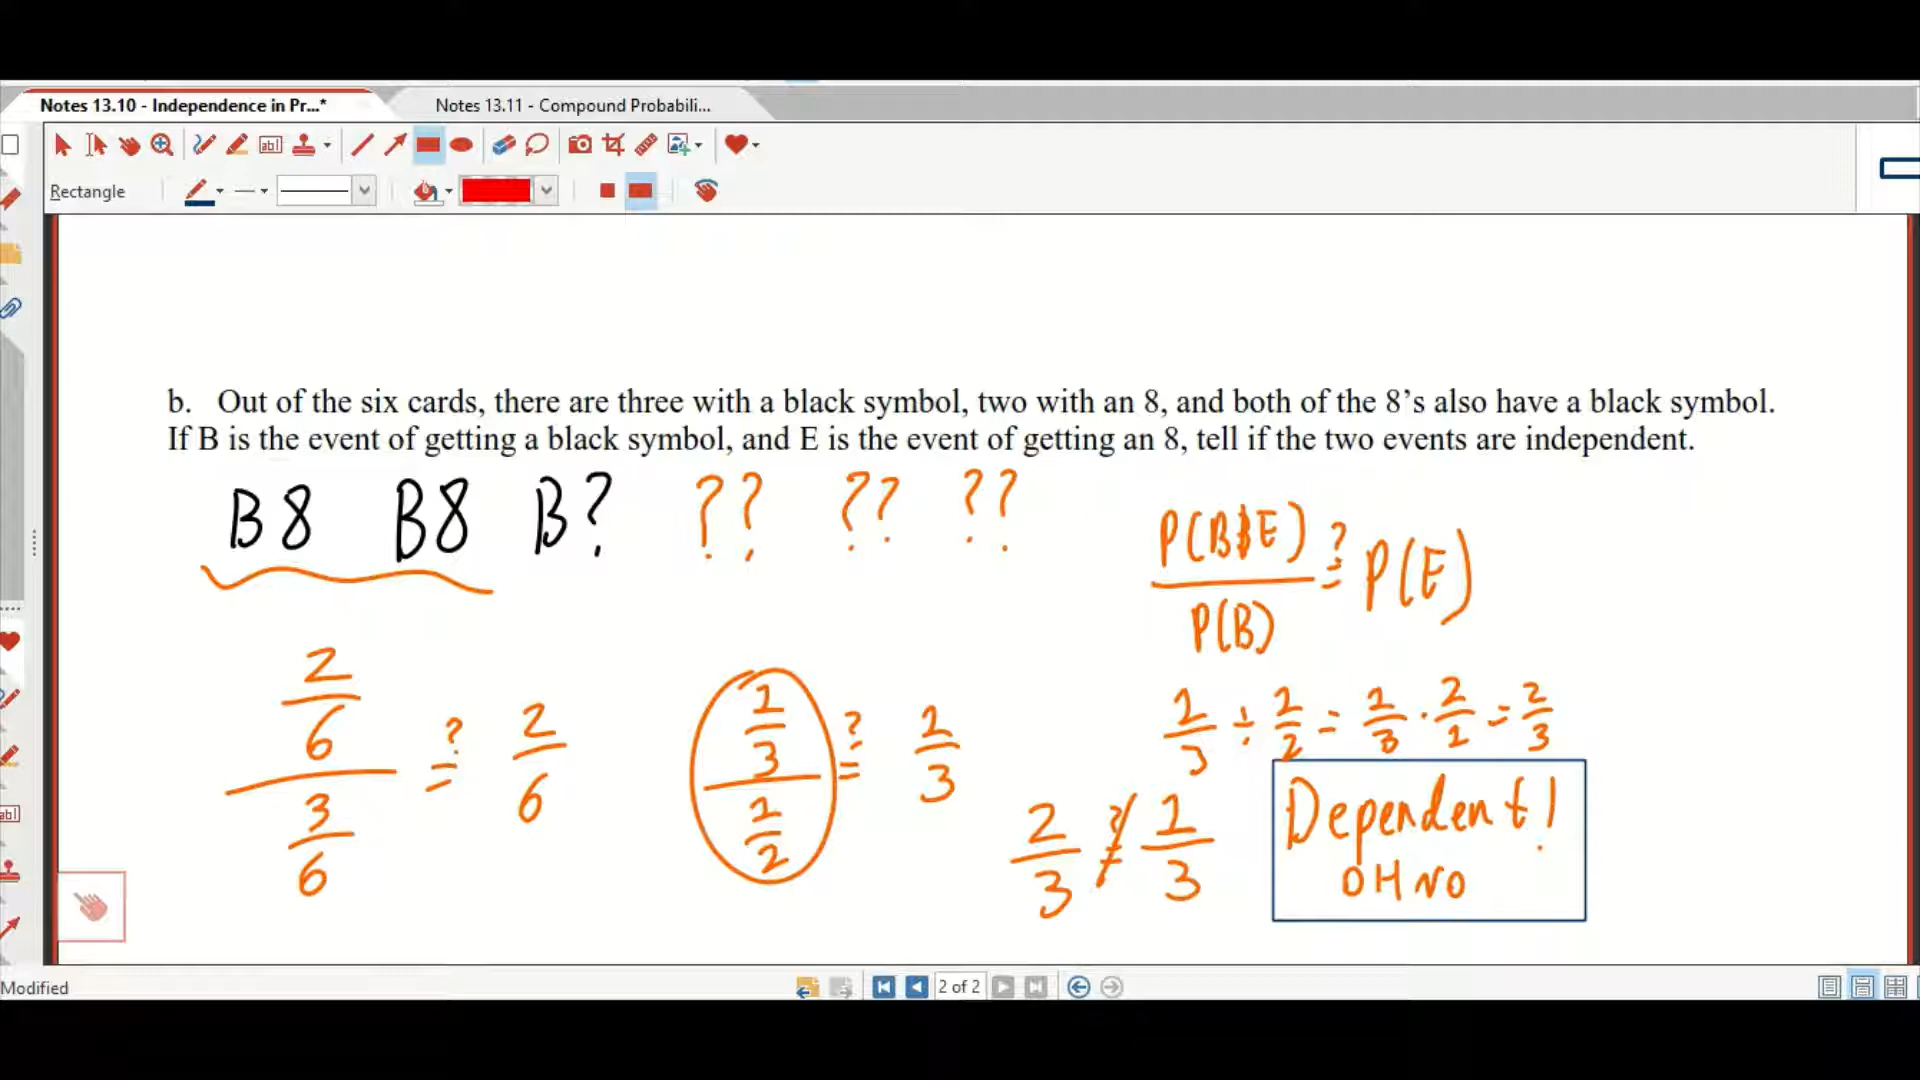 Notes 13.10 - Independence in Pr...* Notes 13.11 - Compound Probabili...
Rectangle
b. Out of the six cards, there are three with a black symbol, two with an 8, and both of the 8's also have a black symbol.
If B is the event of getting a black symbol, and E is the event of getting an 8, tell if the two events are independent.
B8 B8 B? ?? ?? ??
P(B&E) / P(B) ?= P(E)
2/6 / 3/6 ?= 2/6
1/3 / 1/2 ?= 1/3
1/3 ÷ 1/2 = 1/3 · 2/1 = 2/3
2/3 ≠ 1/3
Dependent!
OH NO
Modified
2 of 2